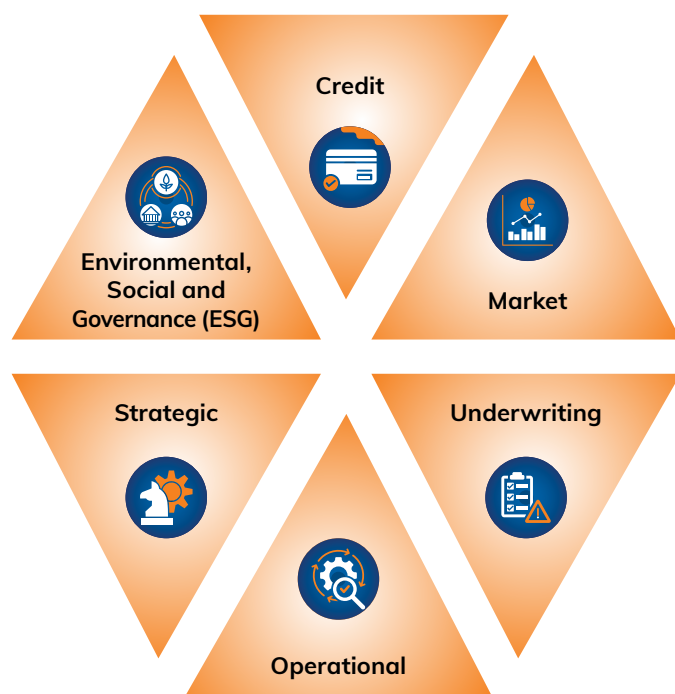 Credit
Environmental,
Social and
Governance (ESG)
Market
Strategic
Underwriting
Operational